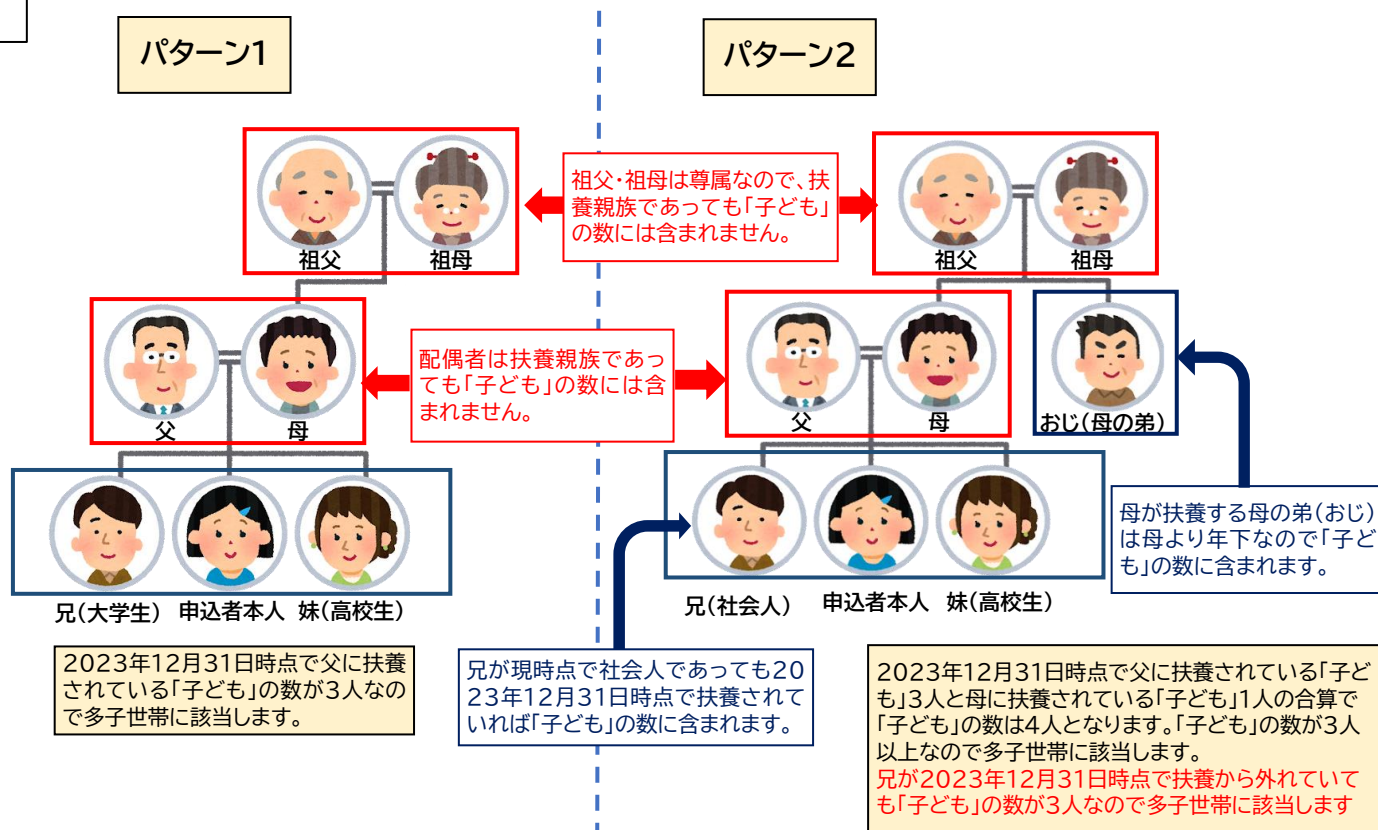 パターン1
パターン2
祖父・祖母は尊属なので、扶
養親族であっても「子ども」
の数には含まれません。
祖父
祖母
祖父
祖母
配偶者は扶養親族であっ
ても「子ども」の数には含
まれません。
父
母
父
母
おじ(母の弟)
母が扶養する母の弟(おじ)
は母より年下なので「子ど
も」の数に含まれます。
兄(大学生)
申込者本人
妹(高校生)
兄(社会人)
申込者本人
妹(高校生)
2023年12月31日時点で父に扶養
されている「子ども」の数が3人なの
で多子世帯に該当します。
兄が現時点で社会人であっても20
23年12月31日時点で扶養されて
いれば「子ども」の数に含まれます。
2023年12月31日時点で父に扶養されている「子ど
も」3人と母に扶養されている「子ども」1人の合算で
「子ども」の数は4人となります。「子ども」の数が3人
以上なので多子世帯に該当します。
兄が2023年12月31日時点で扶養から外れていて
も「子ども」の数が3人なので多子世帯に該当します